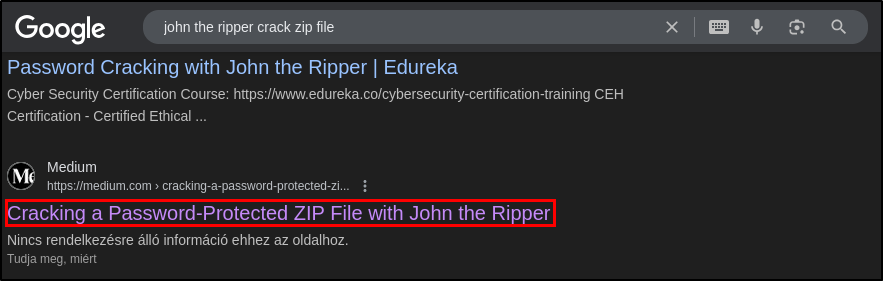 Google
john the ripper crack zip file
Password Cracking with John the Ripper | Edureka
Cyber Security Certification Course: https://www.edureka.co/cybersecurity-certification-training CEH
Certification - Certified Ethical ...
Me
Medium
https://medium.com › cracking-a-password-protected-zi...
Cracking a Password-Protected ZIP File with John the Ripper
Nincs rendelkezésre álló információ ehhez az oldalhoz.
Tudja meg, miért